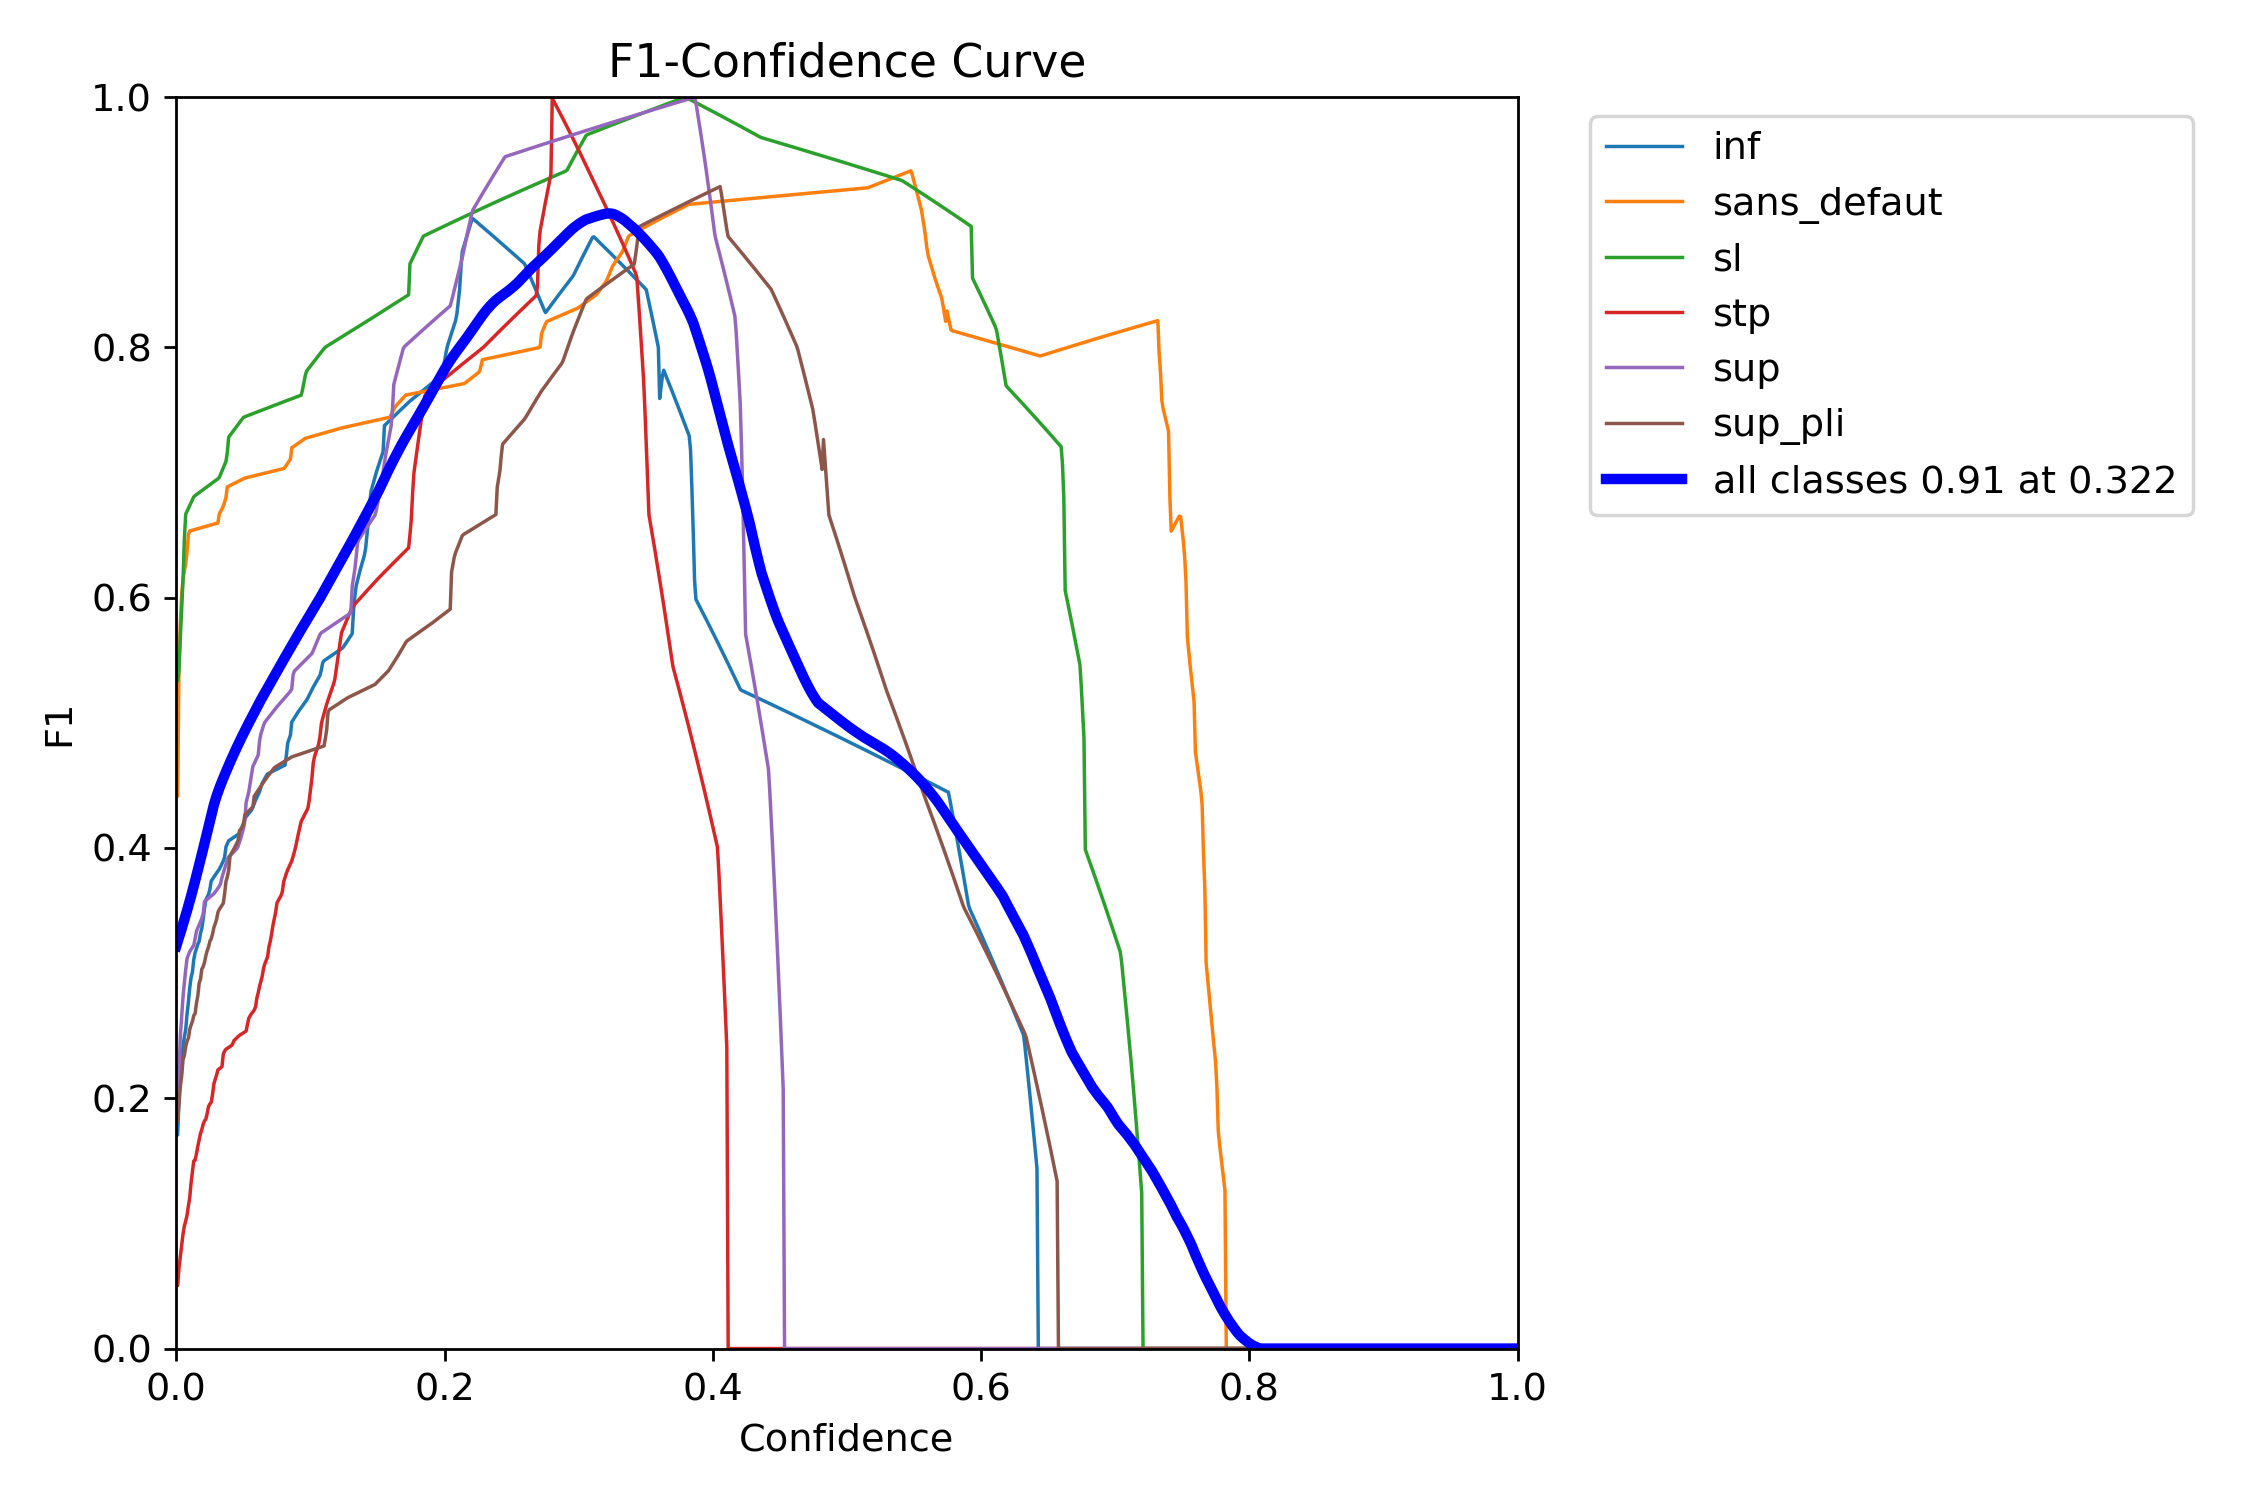 F1-Confidence Curve
1.0
0.8
0.6
0.4
0.2
0.0
F1
0.0 0.2 0.4 0.6 0.8 1.0
Confidence
inf
sans_defaut
sl
stp
sup
sup_pli
all classes 0.91 at 0.322